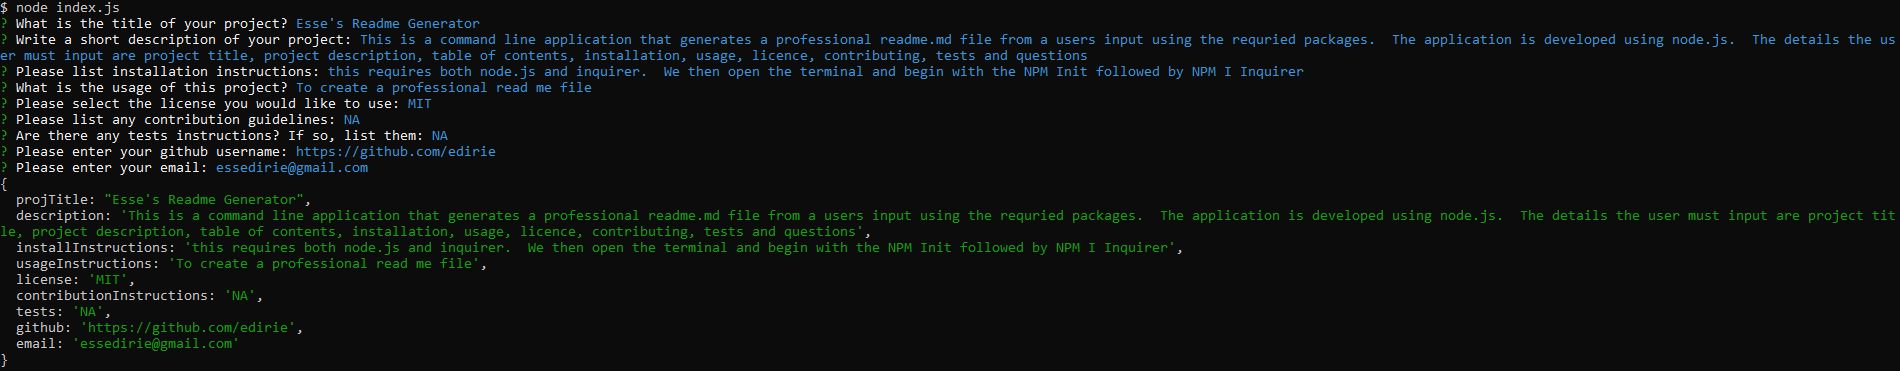 $ node index.js
? What is the title of your project? Esse's Readme Generator
? Write a short description of your project: This is a command line application that generates a professional readme.md file from a users input using the requried packages.  The application is developed using node.js.  The details the us
er must input are project title, project description, table of contents, installation, usage, licence, contributing, tests and questions
? Please list installation instructions: this requires both node.js and inquirer.  We then open the terminal and begin with the NPM Init followed by NPM I Inquirer
? What is the usage of this project? To create a professional read me file
? Please select the license you would like to use: MIT
? Please list any contribution guidelines: NA
? Are there any tests instructions? If so, list them: NA
? Please enter your github username: https://github.com/edirie
? Please enter your email: essedirie@gmail.com
{
  projTitle: "Esse's Readme Generator",
  description: 'This is a command line application that generates a professional readme.md file from a users input using the requried packages.  The application is developed using node.js.  The details the user must input are project tit
le, project description, table of contents, installation, usage, licence, contributing, tests and questions',
  installInstructions: 'this requires both node.js and inquirer.  We then open the terminal and begin with the NPM Init followed by NPM I Inquirer',
  usageInstructions: 'To create a professional read me file',
  license: 'MIT',
  contributionInstructions: 'NA',
  tests: 'NA',
  github: 'https://github.com/edirie',
  email: 'essedirie@gmail.com'
}